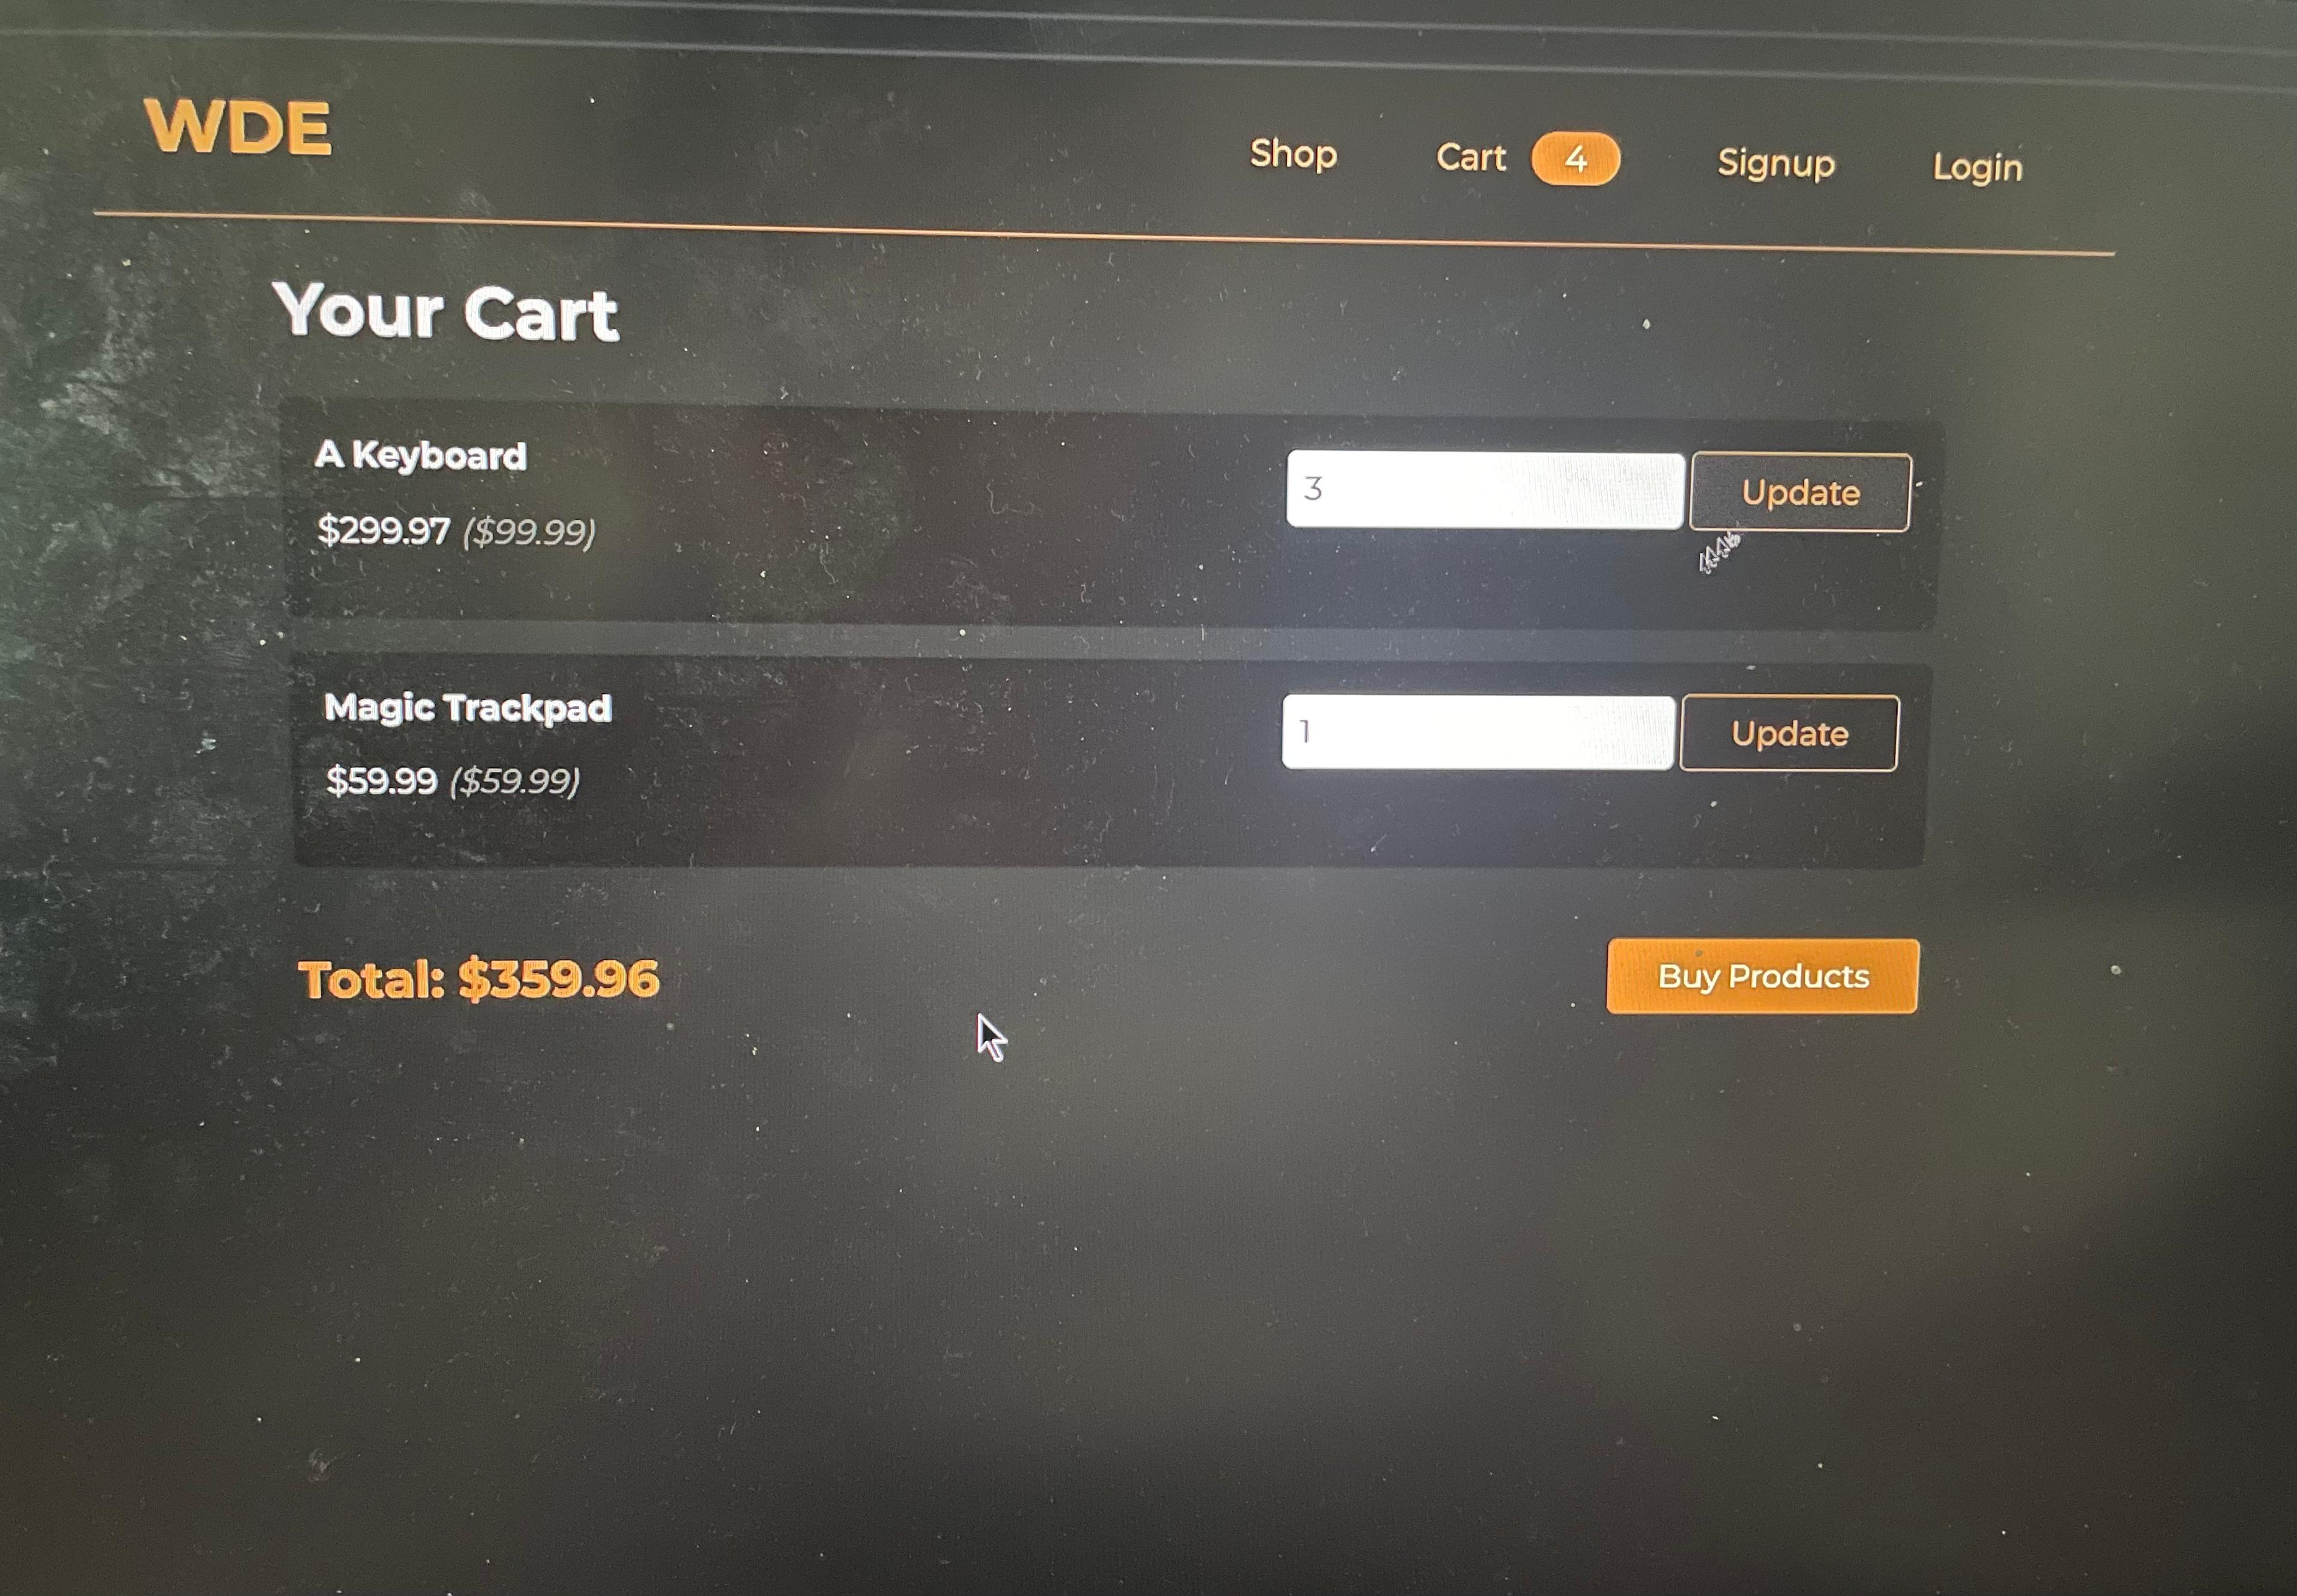 WDE
Shop Cart 4 Signup Login
Your Cart
A Keyboard
$299.97 ($99.99)
3 Update
Magic Trackpad
$59.99 ($59.99)
1 Update
Total: $359.96
Buy Products